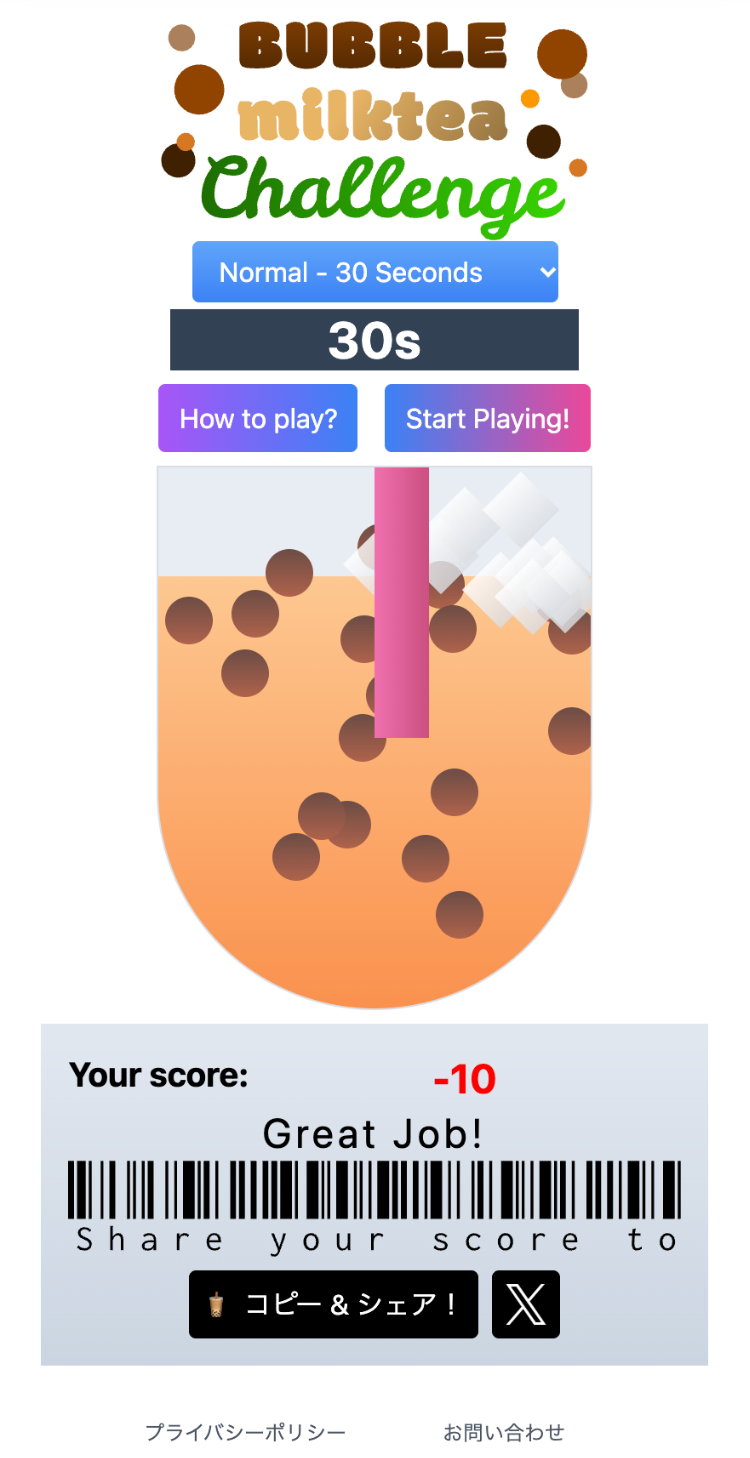 BUBBLE
milktea
Challenge
Normal - 30 Seconds
30s
How to play?
Start Playing!
Your score:
-10
Great Job!
Share your score to
コピー & シェア！
プライバシーポリシー
お問い合わせ